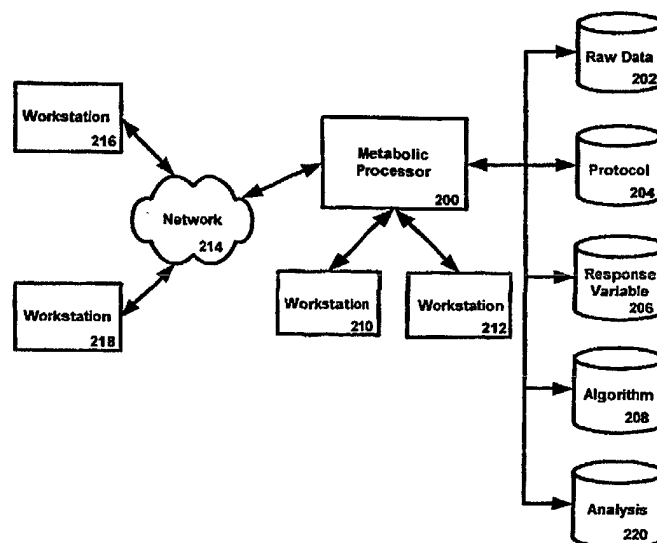 Workstation
216
Network
214
Workstation
218
Metabolic
Processor
200
Workstation
210
Workstation
212
Raw Data
202
Protocol
204
Response
Variable
206
Algorithm
208
Analysis
220